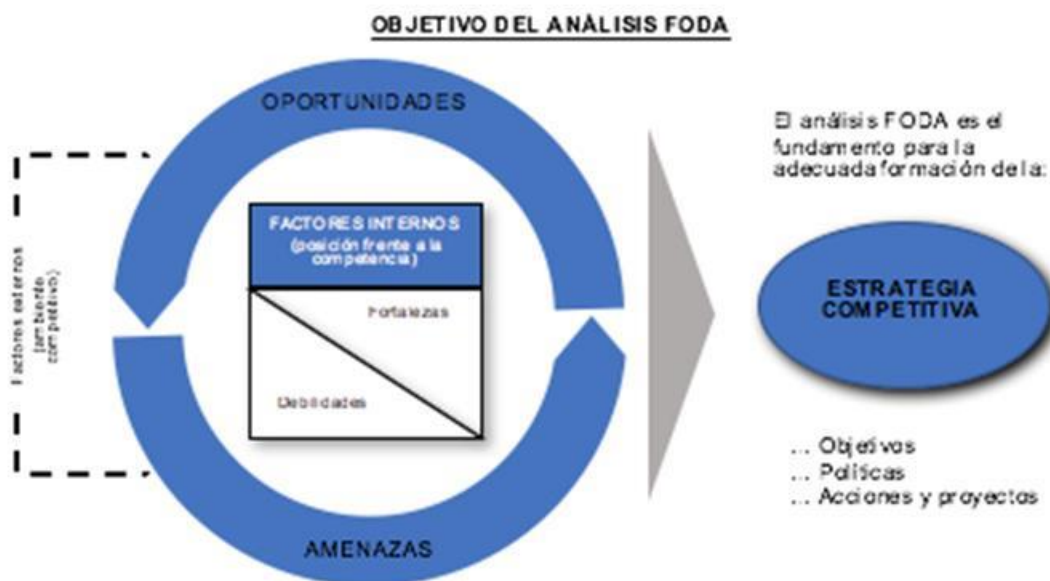 OBJETIVO DEL ANÁLISIS FODA
OPORTUNIDADES
Factores externos
(ambiente
competitivo)
FACTORES INTERNOS
(posición frente a la
competencia)
Fortalezas
Debilidades
AMENAZAS
El análisis FODA es el
fundamento para la
adecuada formación de la:
ESTRATEGIA
COMPETITIVA
... Objetivos
... Políticas
... Acciones y proyectos